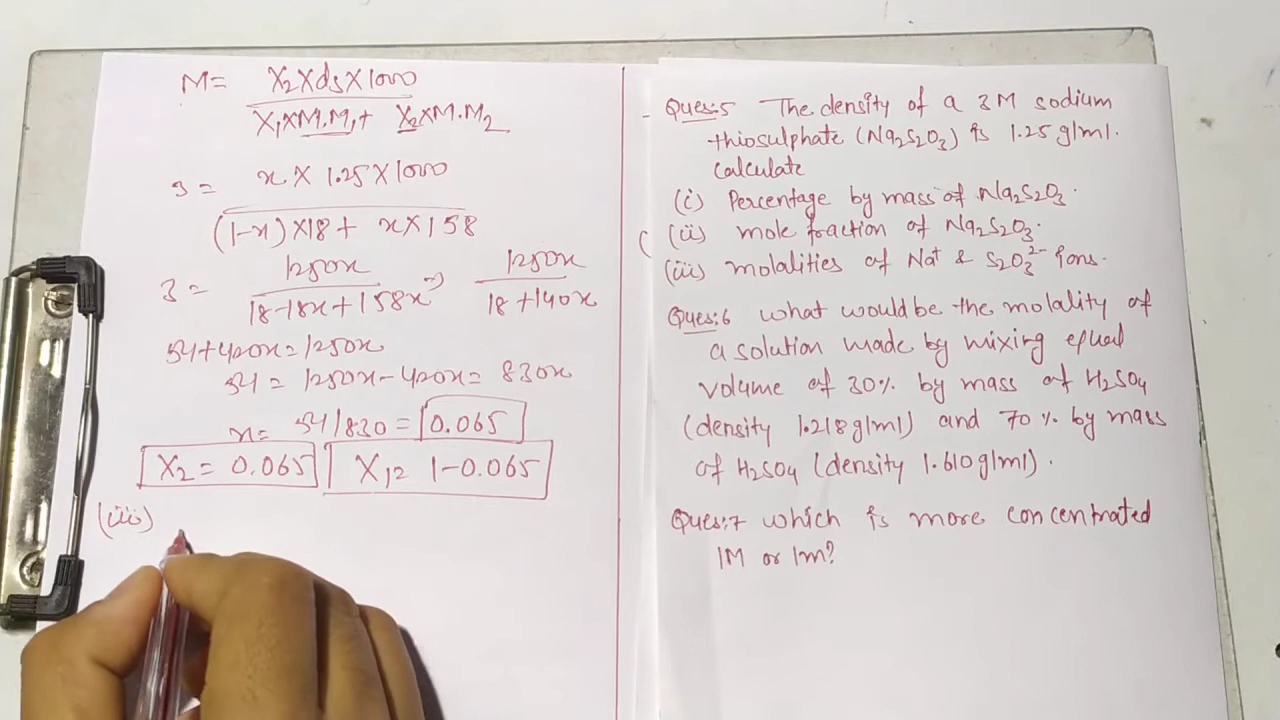 M= X2 X ds X 1000
X1 X M.M1 + X2 X M.M2
3 = x X 1.25 X 1000
(1-x) X 18 + x X 158
3 = 1250x / 18-18x+158x ⇒ 1250x / 18+140x
54+420x=1250x
54 = 1250x-420x= 830x
x= 54/830 = 0.065
X2 = 0.065 X1= 1-0.065
(iii)
Ques:5 The density of a 3M sodium
thiosulphate (Na2S2O3) is 1.25 g/ml.
calculate
(i) Percentage by mass of Na2S2O3.
(ii) mole fraction of Na2S2O3.
(iii) molalities of Na+ & S2O3 2- ions.
Ques:6 what would be the molality of
a solution made by mixing equal
volume of 30% by mass of H2SO4
(density 1.218g/ml) and 70% by mass
of H2SO4 (density 1.610g/ml).
Ques:7 which is more concentrated
1M or 1m?